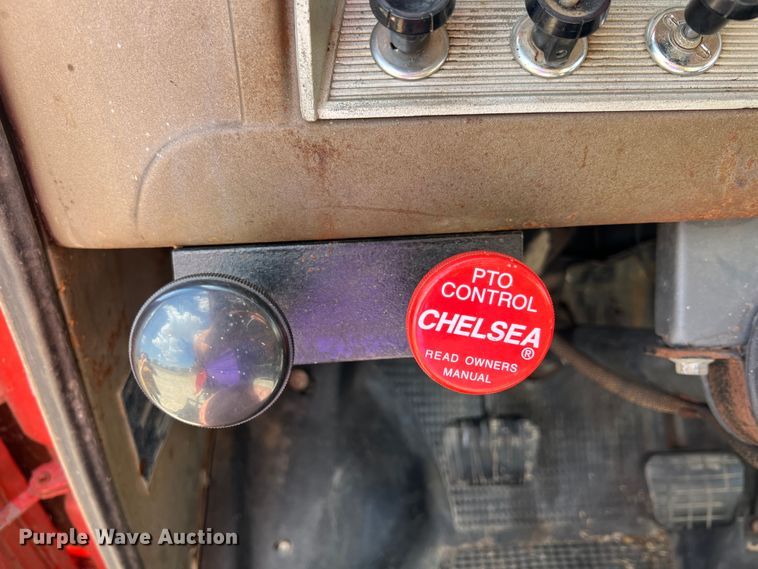 PTO
CONTROL
CHELSEA
®
READ OWNERS
MANUAL
Purple Wave Auction